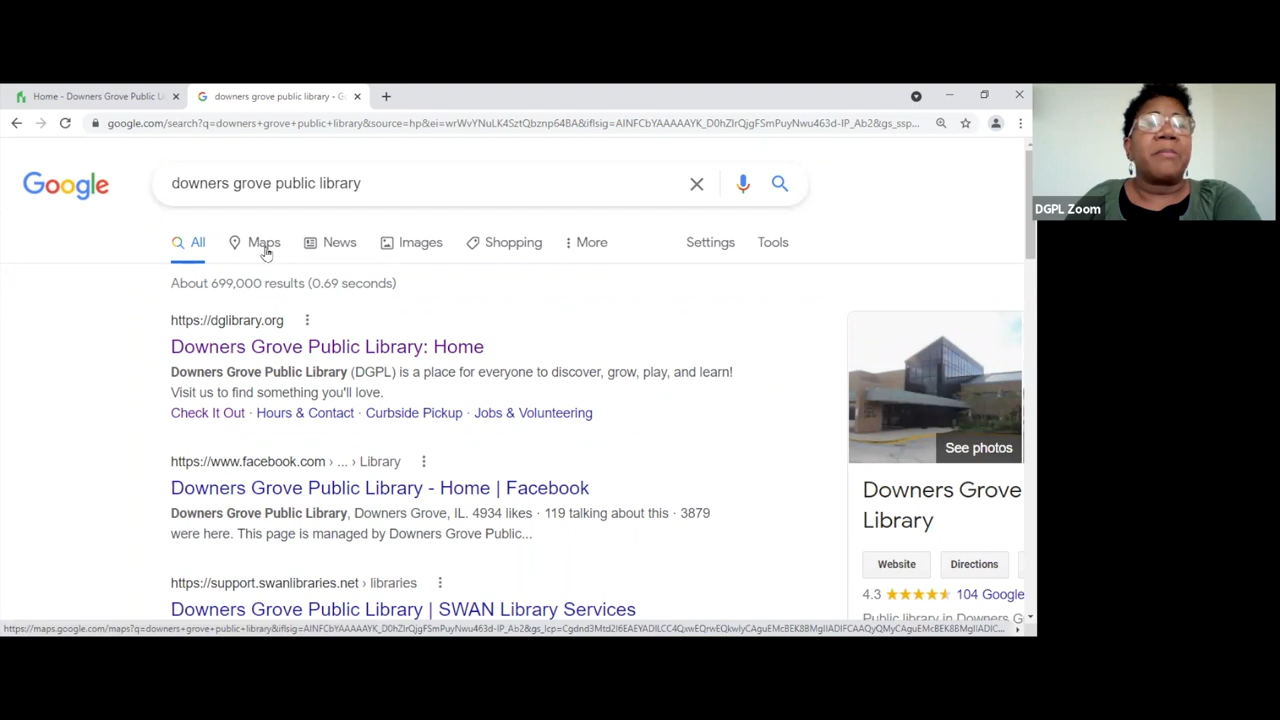 Home - Downers Grove Public Li
downers grove public library - G
google.com/search?q=downers+grove+public+library&source=hp&ei=wrWvYNuLK4SztQbznp64BA&iflsig=AINFCbYAAAAAYK_D0hZIrQjgFSmPuyNwu463d-IP_Ab2&gs_ssp...
Google
downers grove public library
All Maps News Images Shopping More Settings Tools
About 699,000 results (0.69 seconds)
https://dglibrary.org
Downers Grove Public Library: Home
Downers Grove Public Library (DGPL) is a place for everyone to discover, grow, play, and learn!
Visit us to find something you'll love.
Check It Out · Hours & Contact · Curbside Pickup · Jobs & Volunteering
https://www.facebook.com › ... › Library
Downers Grove Public Library - Home | Facebook
Downers Grove Public Library, Downers Grove, IL. 4934 likes · 119 talking about this · 3879
were here. This page is managed by Downers Grove Public...
https://support.swanlibraries.net › libraries
Downers Grove Public Library | SWAN Library Services
See photos
Downers Grove
Library
Website Directions
4.3 104 Google
Public library in Downers G
DGPL Zoom